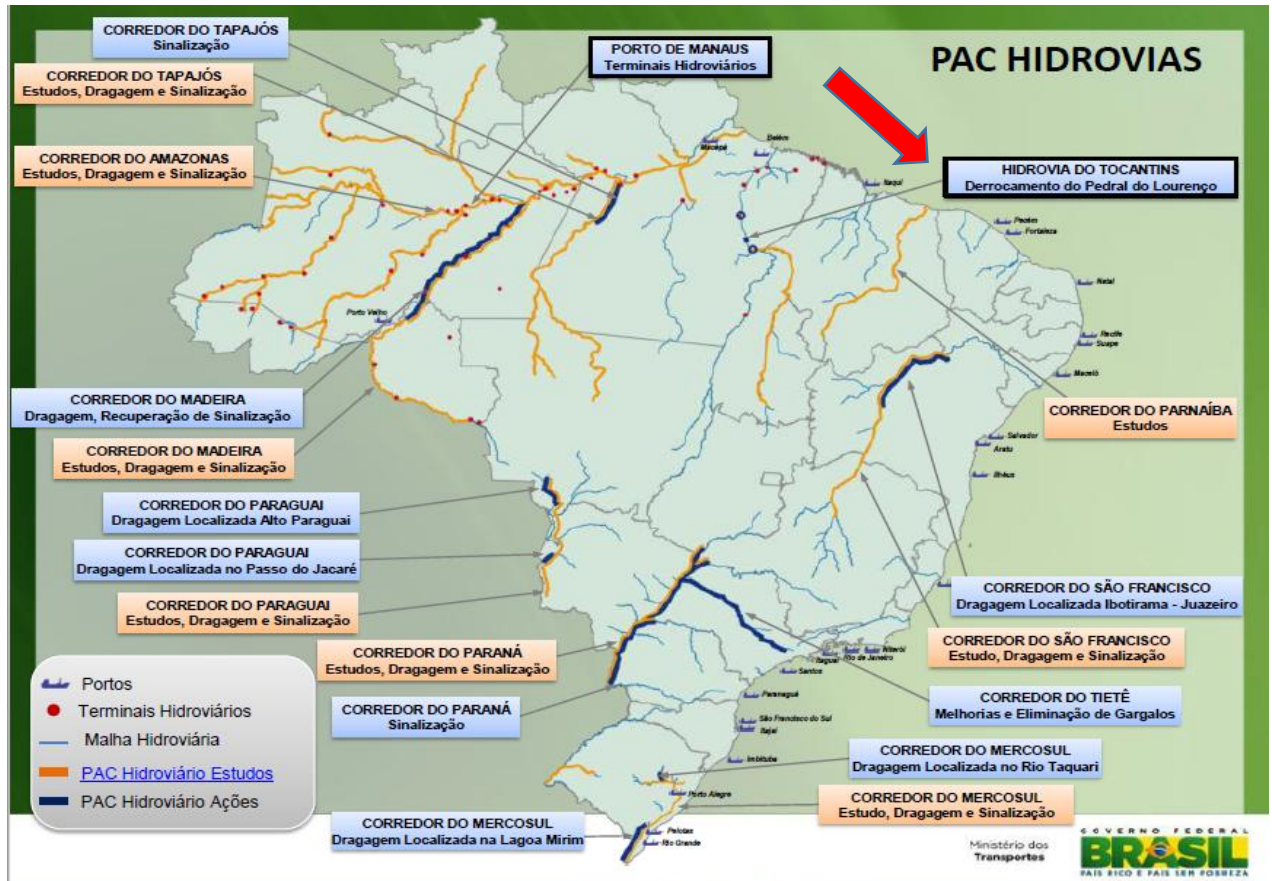 PAC HIDROVIAS
CORREDOR DO TAPAJÓS
Sinalização
CORREDOR DO TAPAJÓS
Estudos, Dragagem e Sinalização
CORREDOR DO AMAZONAS
Estudos, Dragagem e Sinalização
PORTO DE MANAUS
Terminais Hidroviários
HIDROVIA DO TOCANTINS
Derrocamento do Pedral do Lourenço
Macapá
Belém
Itaqui
Pecém
Fortaleza
Natal
Recife
Suape
Maceió
Salvador
Aratu
Ilhéus
Porto Velho
CORREDOR DO MADEIRA
Dragagem, Recuperação de Sinalização
CORREDOR DO MADEIRA
Estudos, Dragagem e Sinalização
CORREDOR DO PARNAÍBA
Estudos
CORREDOR DO PARAGUAI
Dragagem Localizada Alto Paraguai
CORREDOR DO PARAGUAI
Dragagem Localizada no Passo do Jacaré
CORREDOR DO PARAGUAI
Estudos, Dragagem e Sinalização
CORREDOR DO SÃO FRANCISCO
Dragagem Localizada Ibotirama - Juazeiro
CORREDOR DO SÃO FRANCISCO
Estudo, Dragagem e Sinalização
CORREDOR DO PARANÁ
Estudos, Dragagem e Sinalização
CORREDOR DO PARANÁ
Sinalização
Niterói
Rio de Janeiro
Itaguaí
Santos
Paranaguá
São Francisco do Sul
Itajaí
Imbituba
CORREDOR DO TIETÊ
Melhorias e Eliminação de Gargalos
CORREDOR DO MERCOSUL
Dragagem Localizada no Rio Taquari
Porto Alegre
CORREDOR DO MERCOSUL
Estudo, Dragagem e Sinalização
CORREDOR DO MERCOSUL
Dragagem Localizada na Lagoa Mirim
Pelotas
Rio Grande
Portos
Terminais Hidroviários
Malha Hidroviária
PAC Hidroviário Estudos
PAC Hidroviário Ações
Ministério dos
Transportes
GOVERNO FEDERAL
BRASIL
PAÍS RICO É PAÍS SEM POBREZA